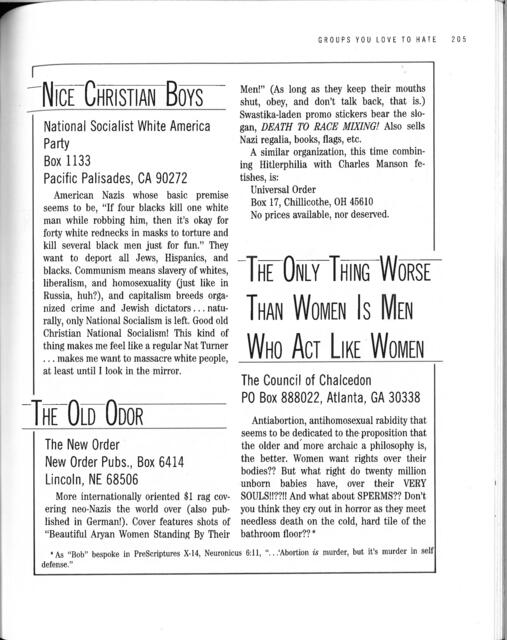 GROUPS YOU LOVE TO HATE 205
NICE CHRISTIAN BOYS
National Socialist White America
Party
Box 1133
Pacific Palisades, CA 90272
American Nazis whose basic premise
seems to be, "If four blacks kill one white
man while robbing him, then it's okay for
forty white rednecks in masks to torture and
kill several black men just for fun." They
want to deport all Jews, Hispanics, and
blacks. Communism means slavery of whites,
liberalism, and homosexuality (just like in
Russia, huh?), and capitalism breeds orga-
nized crime and Jewish dictators . . . natu-
rally, only National Socialism is left. Good old
Christian National Socialism! This kind of
thing makes me feel like a regular Nat Turner
. . . makes me want to massacre white people,
at least until I look in the mirror.
THE OLD ODOR
The New Order
New Order Pubs., Box 6414
Lincoln, NE 68506
More internationally oriented $1 rag cov-
ering neo-Nazis the world over (also pub-
lished in German!). Cover features shots of
"Beautiful Aryan Women Standing By Their
Men!" (As long as they keep their mouths
shut, obey, and don't talk back, that is.)
Swastika-laden promo stickers bear the slo-
gan, DEATH TO RACE MIXING! Also sells
Nazi regalia, books, flags, etc.
A similar organization, this time combin-
ing Hitlerphilia with Charles Manson fe-
tishes, is:
Universal Order
Box 17, Chillicothe, OH 45610
No prices available, nor deserved.
THE ONLY THING WORSE
THAN WOMEN IS MEN
WHO ACT LIKE WOMEN
The Council of Chalcedon
PO Box 888022, Atlanta, GA 30338
Antiabortion, antihomosexual rabidity that
seems to be dedicated to the proposition that
the older and more archaic a philosophy is,
the better. Women want rights over their
bodies?? But what right do twenty million
unborn babies have, over their VERY
SOULS!!??!! And what about SPERMS?? Don't
you think they cry out in horror as they meet
needless death on the cold, hard tile of the
bathroom floor??*
*As "Bob" bespoke in PreScriptures X-14, Neuronicus 6:11, ". . .'Abortion is murder, but it's murder in self
defense."